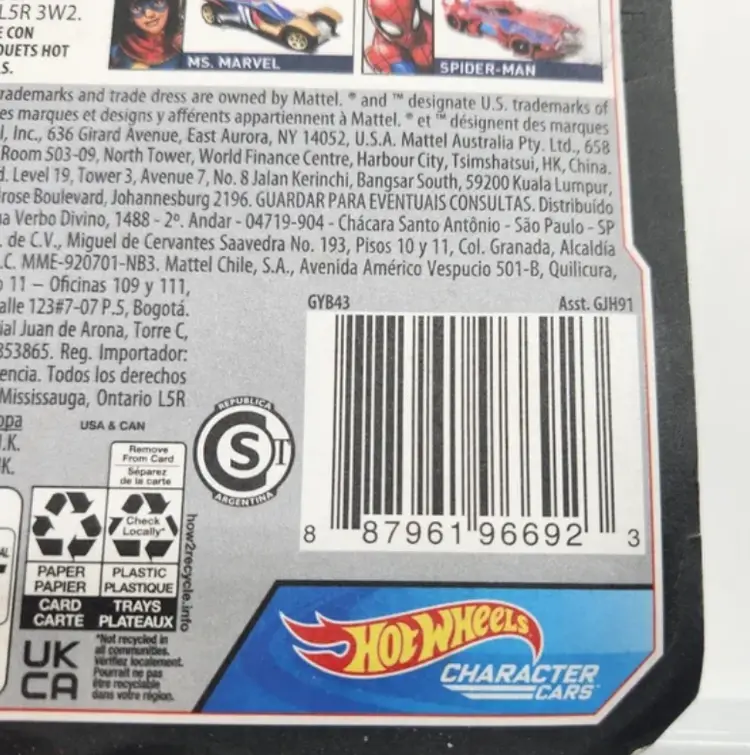 L5R 3W2.
E CON
OUETS HOT
S.
MS. MARVEL
SPIDER-MAN
rademarks and trade dress are owned by Mattel. ® and ™ designate U.S. trademarks of
es marques et designs y afférents appartiennent à Mattel. ® et ™ désignent des marques
l, Inc., 636 Girard Avenue, East Aurora, NY 14052, U.S.A. Mattel Australia Pty. Ltd., 658
Room 503-09, North Tower, World Finance Centre, Harbour City, Tsimshatsui, HK, China.
d. Level 19, Tower 3, Avenue 7, No. 8 Jalan Kerinchi, Bangsar South, 59200 Kuala Lumpur,
rose Boulevard, Johannesburg 2196. GUARDAR PARA EVENTUAIS CONSULTAS. Distribuído
ua Verbo Divino, 1488 - 2º. Andar - 04719-904 - Chácara Santo Antônio - São Paulo - SP
. de C.V., Miguel de Cervantes Saavedra No. 193, Pisos 10 y 11, Col. Granada, Alcaldía
.C. MME-920701-NB3. Mattel Chile, S.A., Avenida Américo Vespucio 501-B, Quilicura,
o 11 – Oficinas 109 y 111,
alle 123#7-07 P.5, Bogotá.
ial Juan de Arona, Torre C,
853865. Reg. Importador:
encia. Todos los derechos
Mississauga, Ontario L5R
opa
.K.
K.
GYB43
Asst. GJH91
8 87961 96692 3
USA & CAN
Remove
From Card
Séparez
de la carte
Check
Locally*
PAPER
PAPIER
CARD
CARTE
PLASTIC
PLASTIQUE
TRAYS
PLATEAUX
how2recycle.info
*Not recycled in
all communities.
Vérifiez localement.
Pourrait ne pas
être recyclable
dans votre région.
REPUBLICA
CSI
ARGENTINA
AL
UK
CA
HOT WHEELS
CHARACTER
CARS